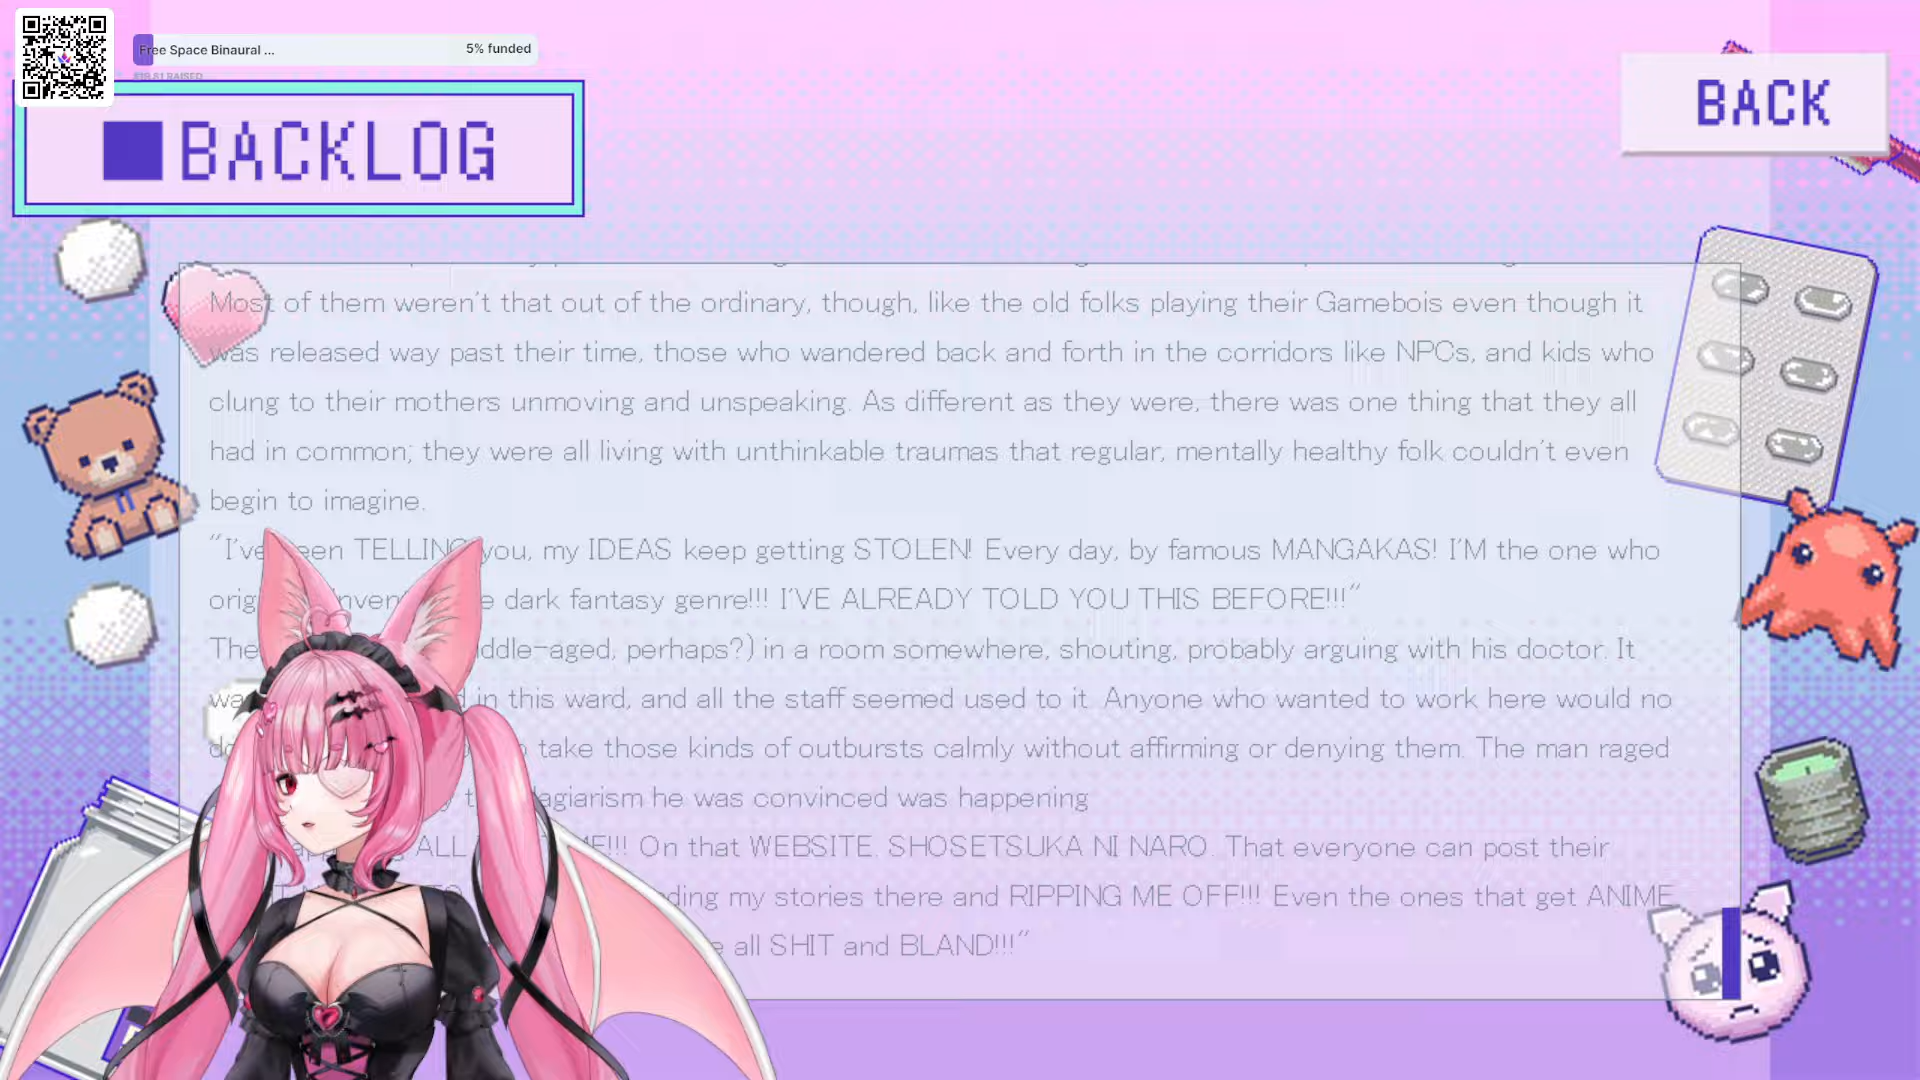 Free Space Binaural ...
5% funded
$18.81 RAISED
BACKLOG
BACK
Most of them weren't that out of the ordinary, though, like the old folks playing their Gamebois even though it
was released way past their time, those who wandered back and forth in the corridors like NPCs, and kids who
clung to their mothers unmoving and unspeaking. As different as they were, there was one thing that they all
had in common; they were all living with unthinkable traumas that regular, mentally healthy folk couldn't even
begin to imagine.
"I've been TELLING you, my IDEAS keep getting STOLEN! Every day, by famous MANGAKAS! I'M the one who
dark fantasy genre!!! I'VE ALREADY TOLD YOU THIS BEFORE!!!"
The perhaps?) in a room somewhere, shouting, probably arguing with his doctor. It
in this ward, and all the staff seemed used to it. Anyone who wanted to work here would no
take those kinds of outbursts calmly without affirming or denying them. The man raged
he was convinced was happening
ALL On that WEBSITE. SHOSETSUKA NI NARO. That everyone can post their
my stories there and RIPPING ME OFF!!! Even the ones that get ANIME
all SHIT and BLAND!!!"